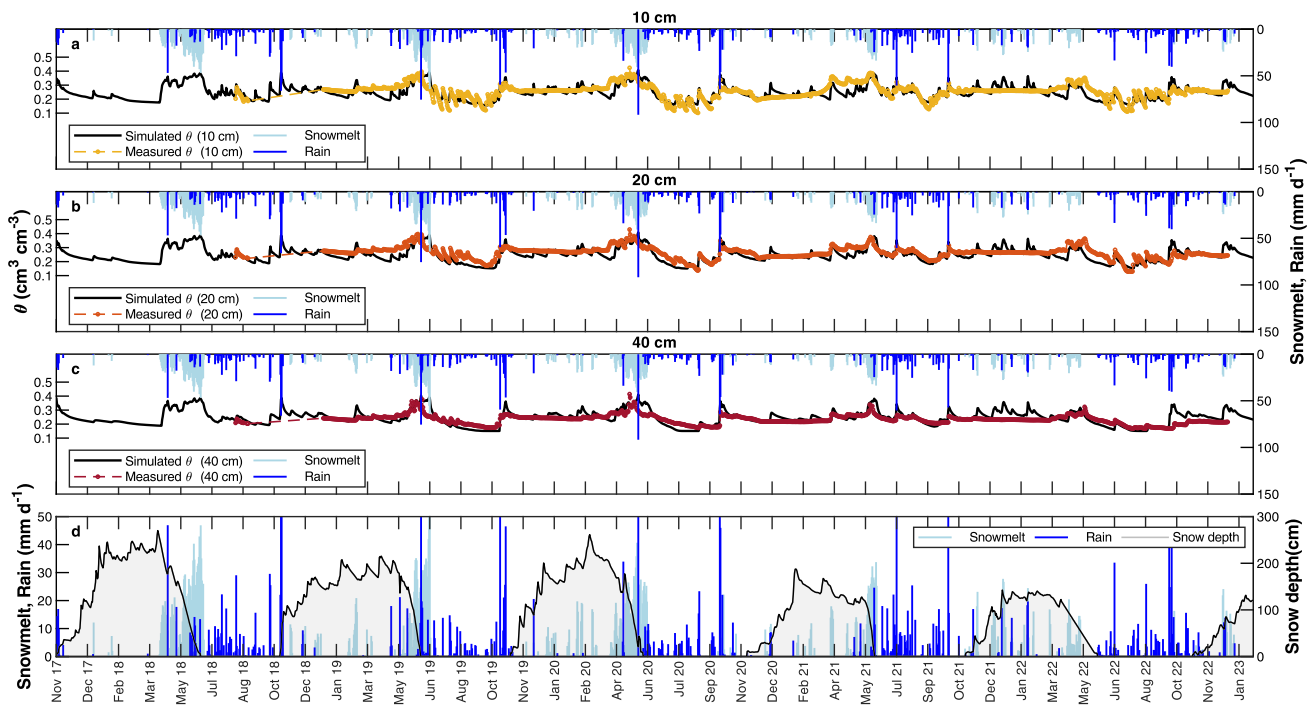 10 cm
a
0.5
0.4
0.3
0.2
0.1
0
50
100
150
Simulated θ (10 cm) Snowmelt
Measured θ (10 cm) Rain
20 cm
b
0.5
0.4
0.3
0.2
0.1
0
50
100
150
Simulated θ (20 cm) Snowmelt
Measured θ (20 cm) Rain
θ (cm³ cm⁻³)
Snowmelt, Rain (mm d⁻¹)
40 cm
c
0.5
0.4
0.3
0.2
0.1
0
50
100
150
Simulated θ (40 cm) Snowmelt
Measured θ (40 cm) Rain
d
Snowmelt, Rain (mm d⁻¹)
50
40
30
20
10
0
Snowmelt Rain Snow depth
300
200
100
0
Snow depth(cm)
Nov 17
Dec 17
Feb 18
Mar 18
May 18
Jun 18
Aug 18
Oct 18
Nov 18
Jan 19
Mar 19
May 19
Jun 19
Aug 19
Oct 19
Nov 19
Jan 20
Feb 20
Apr 20
Jun 20
Jul 20
Sep 20
Nov 20
Dec 20
Feb 21
Apr 21
Jun 21
Sep 21
Oct 21
Dec 21
Jan 22
Mar 22
May 22
Jun 22
Aug 22
Oct 22
Nov 22
Jan 23